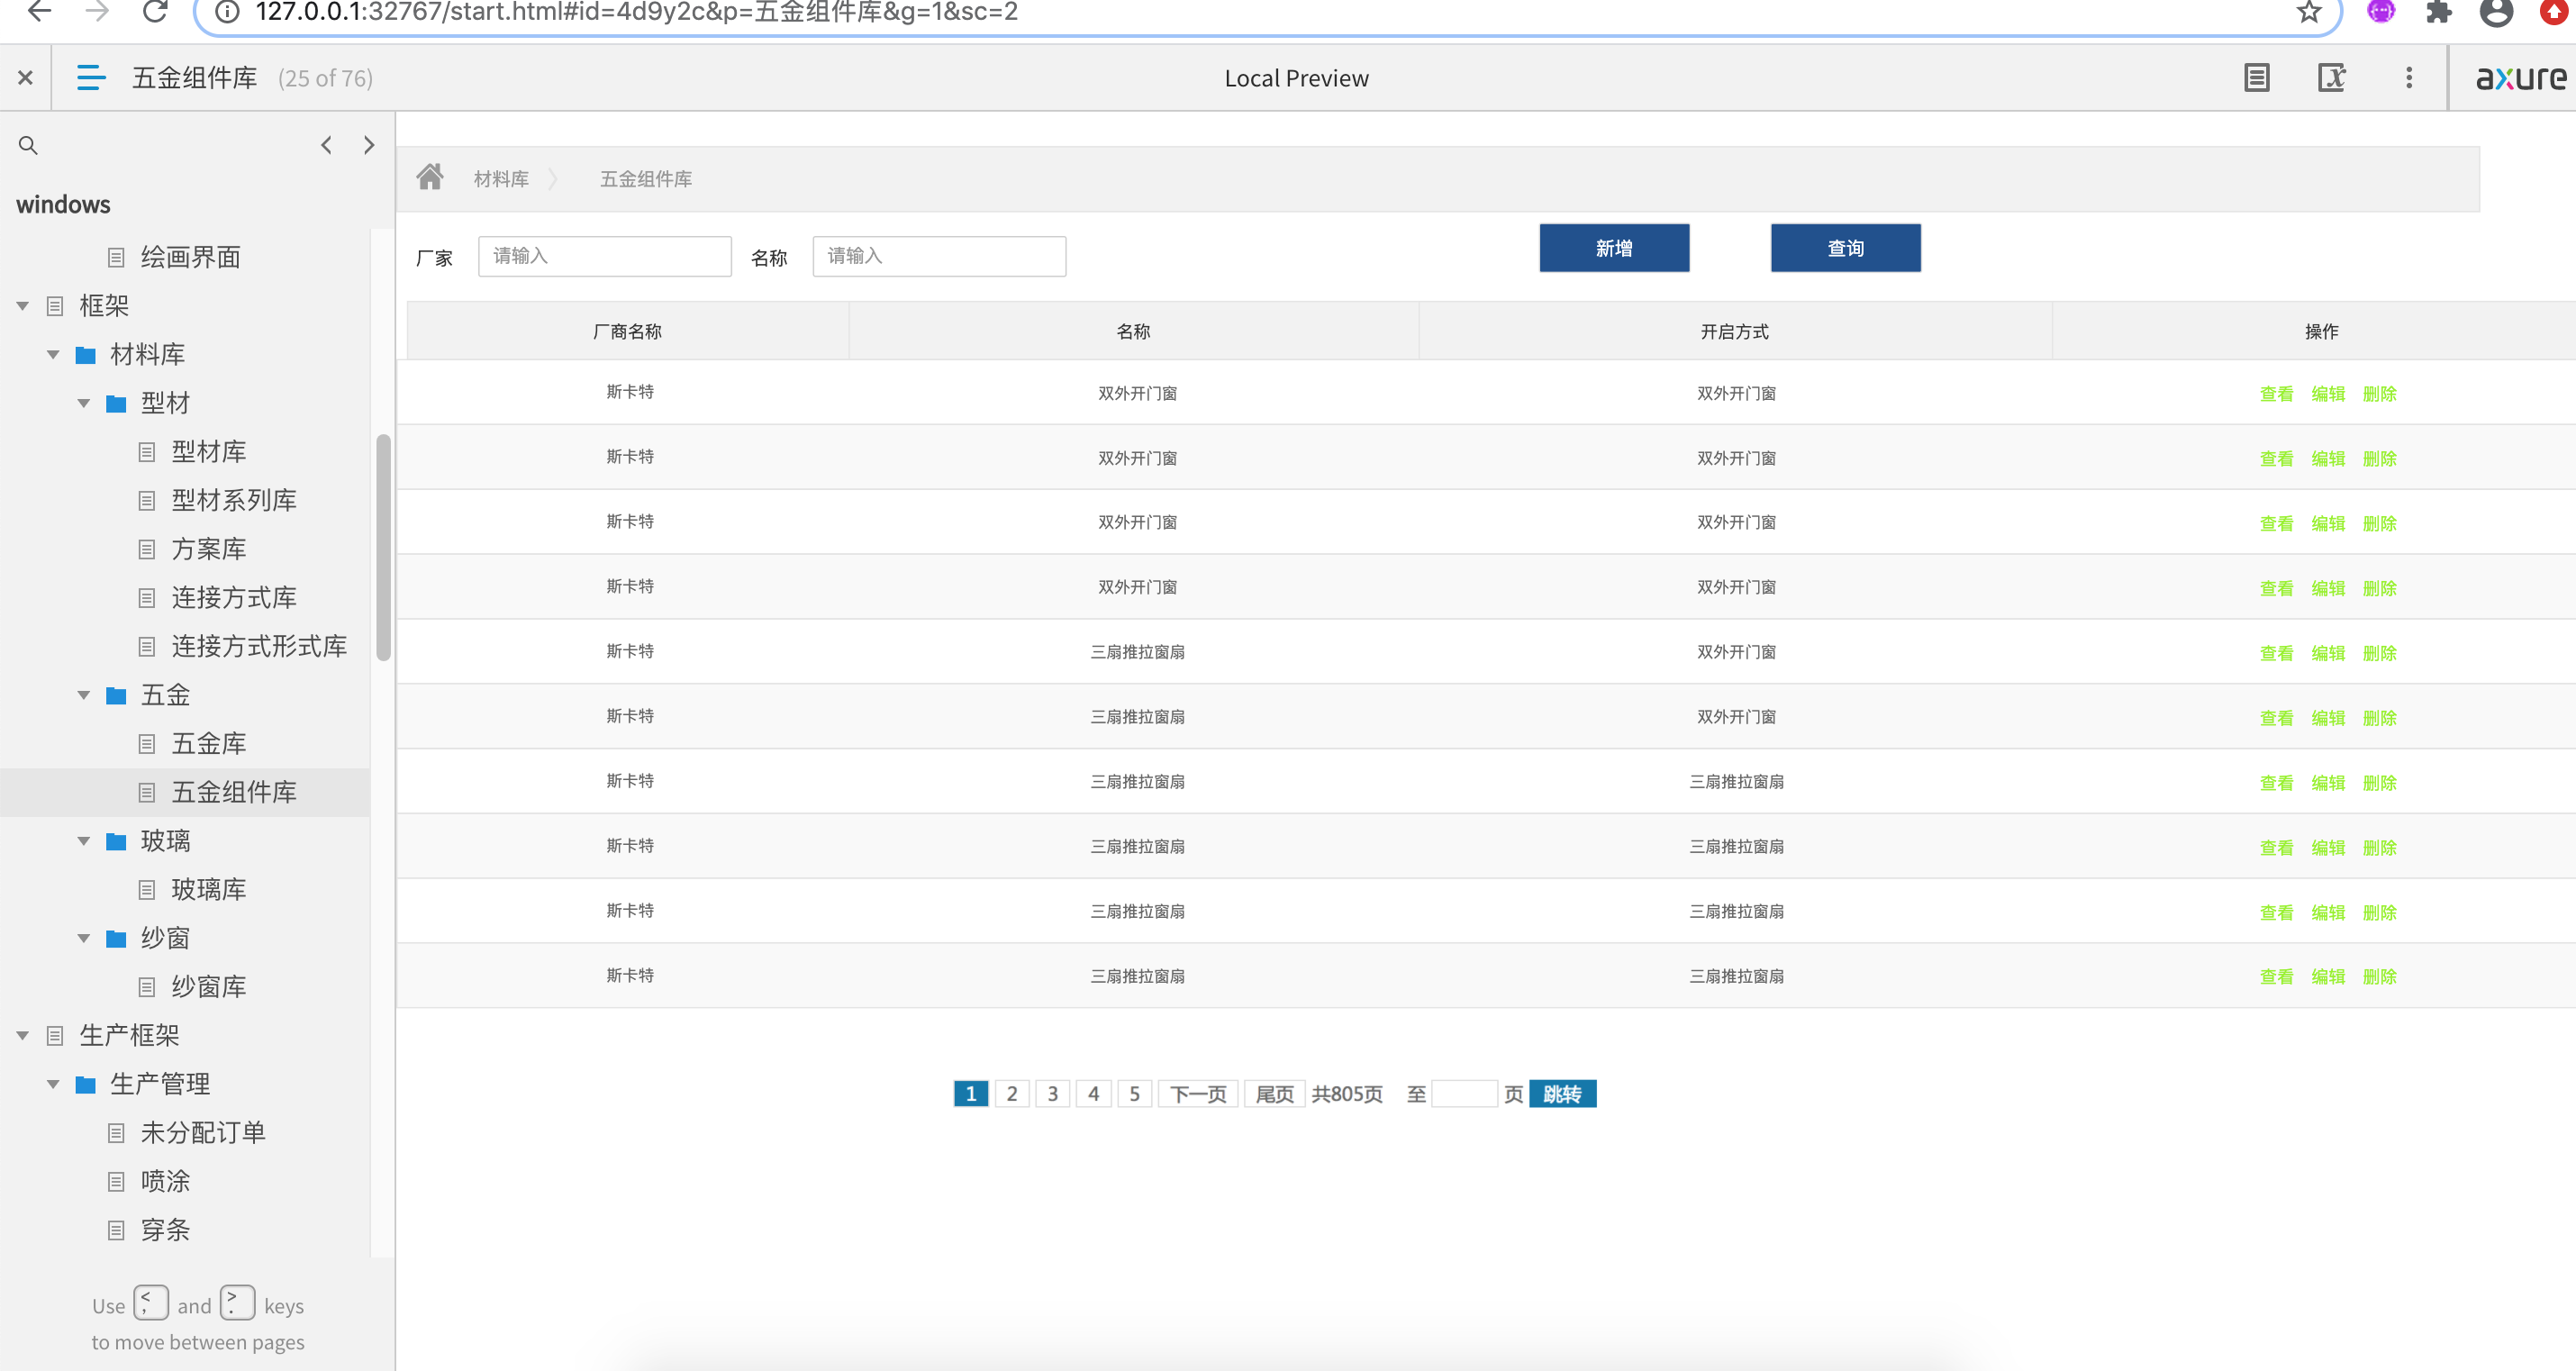 127.0.0.1:32767/start.html#id=4d9y2c&p=五金组件库&g=1&sc=2
五金组件库 (25 of 76)
Local Preview
axure
windows
绘画界面
框架
材料库
型材
型材库
型材系列库
方案库
连接方式库
连接方式形式库
五金
五金库
五金组件库
玻璃
玻璃库
纱窗
纱窗库
生产框架
生产管理
未分配订单
喷涂
穿条
Use < , and > . keys
to move between pages
材料库 五金组件库
厂家 请输入 名称 请输入 新增 查询
厂商名称 名称 开启方式 操作
斯卡特 双外开门窗 双外开门窗 查看 编辑 删除
斯卡特 双外开门窗 双外开门窗 查看 编辑 删除
斯卡特 双外开门窗 双外开门窗 查看 编辑 删除
斯卡特 双外开门窗 双外开门窗 查看 编辑 删除
斯卡特 三扇推拉窗扇 双外开门窗 查看 编辑 删除
斯卡特 三扇推拉窗扇 双外开门窗 查看 编辑 删除
斯卡特 三扇推拉窗扇 三扇推拉窗扇 查看 编辑 删除
斯卡特 三扇推拉窗扇 三扇推拉窗扇 查看 编辑 删除
斯卡特 三扇推拉窗扇 三扇推拉窗扇 查看 编辑 删除
斯卡特 三扇推拉窗扇 三扇推拉窗扇 查看 编辑 删除
1 2 3 4 5 下一页 尾页 共805页 至 页 跳转